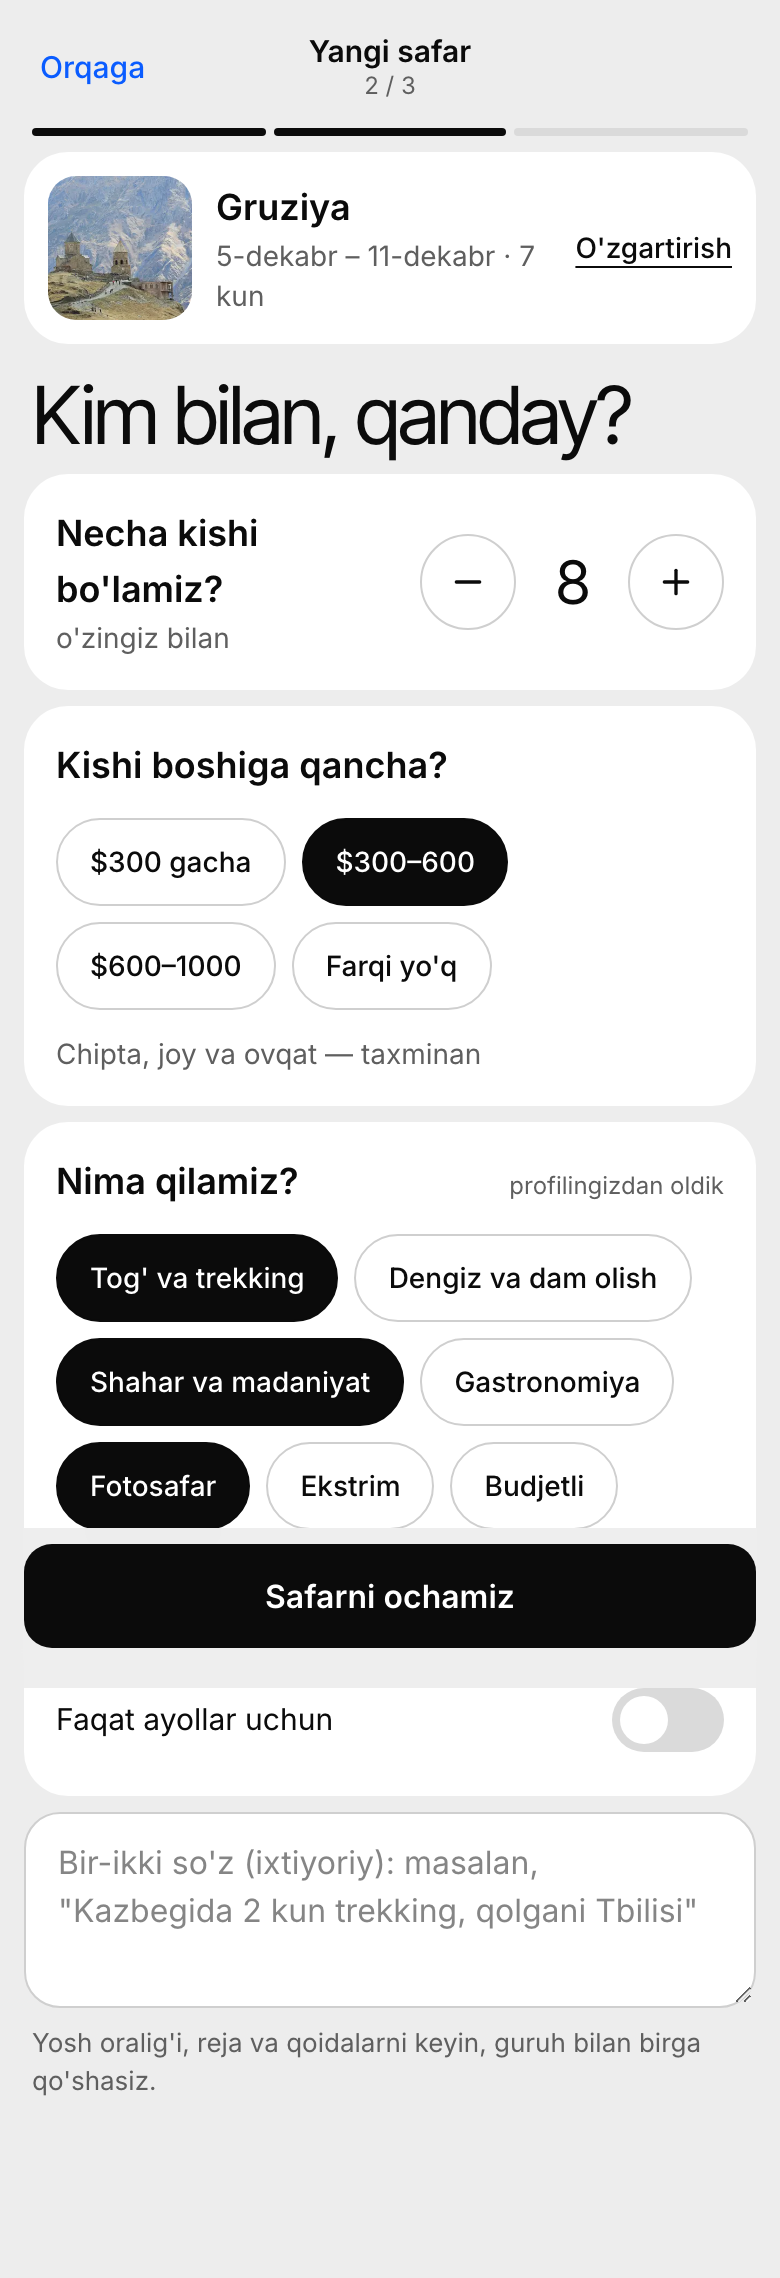 Orqaga
Yangi safar
2 / 3
Gruziya
5-dekabr – 11-dekabr · 7
kun
O'zgartirish
Kim bilan, qanday?
Necha kishi
bo'lamiz?
o'zingiz bilan
8
Kishi boshiga qancha?
$300 gacha
$300–600
$600–1000
Farqi yo'q
Chipta, joy va ovqat — taxminan
Nima qilamiz?
profilingizdan oldik
Tog' va trekking
Dengiz va dam olish
Shahar va madaniyat
Gastronomiya
Fotosafar
Ekstrim
Budjetli
Safarni ochamiz
Faqat ayollar uchun
Bir-ikki so'z (ixtiyoriy): masalan,
"Kazbegida 2 kun trekking, qolgani Tbilisi"
Yosh oralig'i, reja va qoidalarni keyin, guruh bilan birga
qo'shasiz.